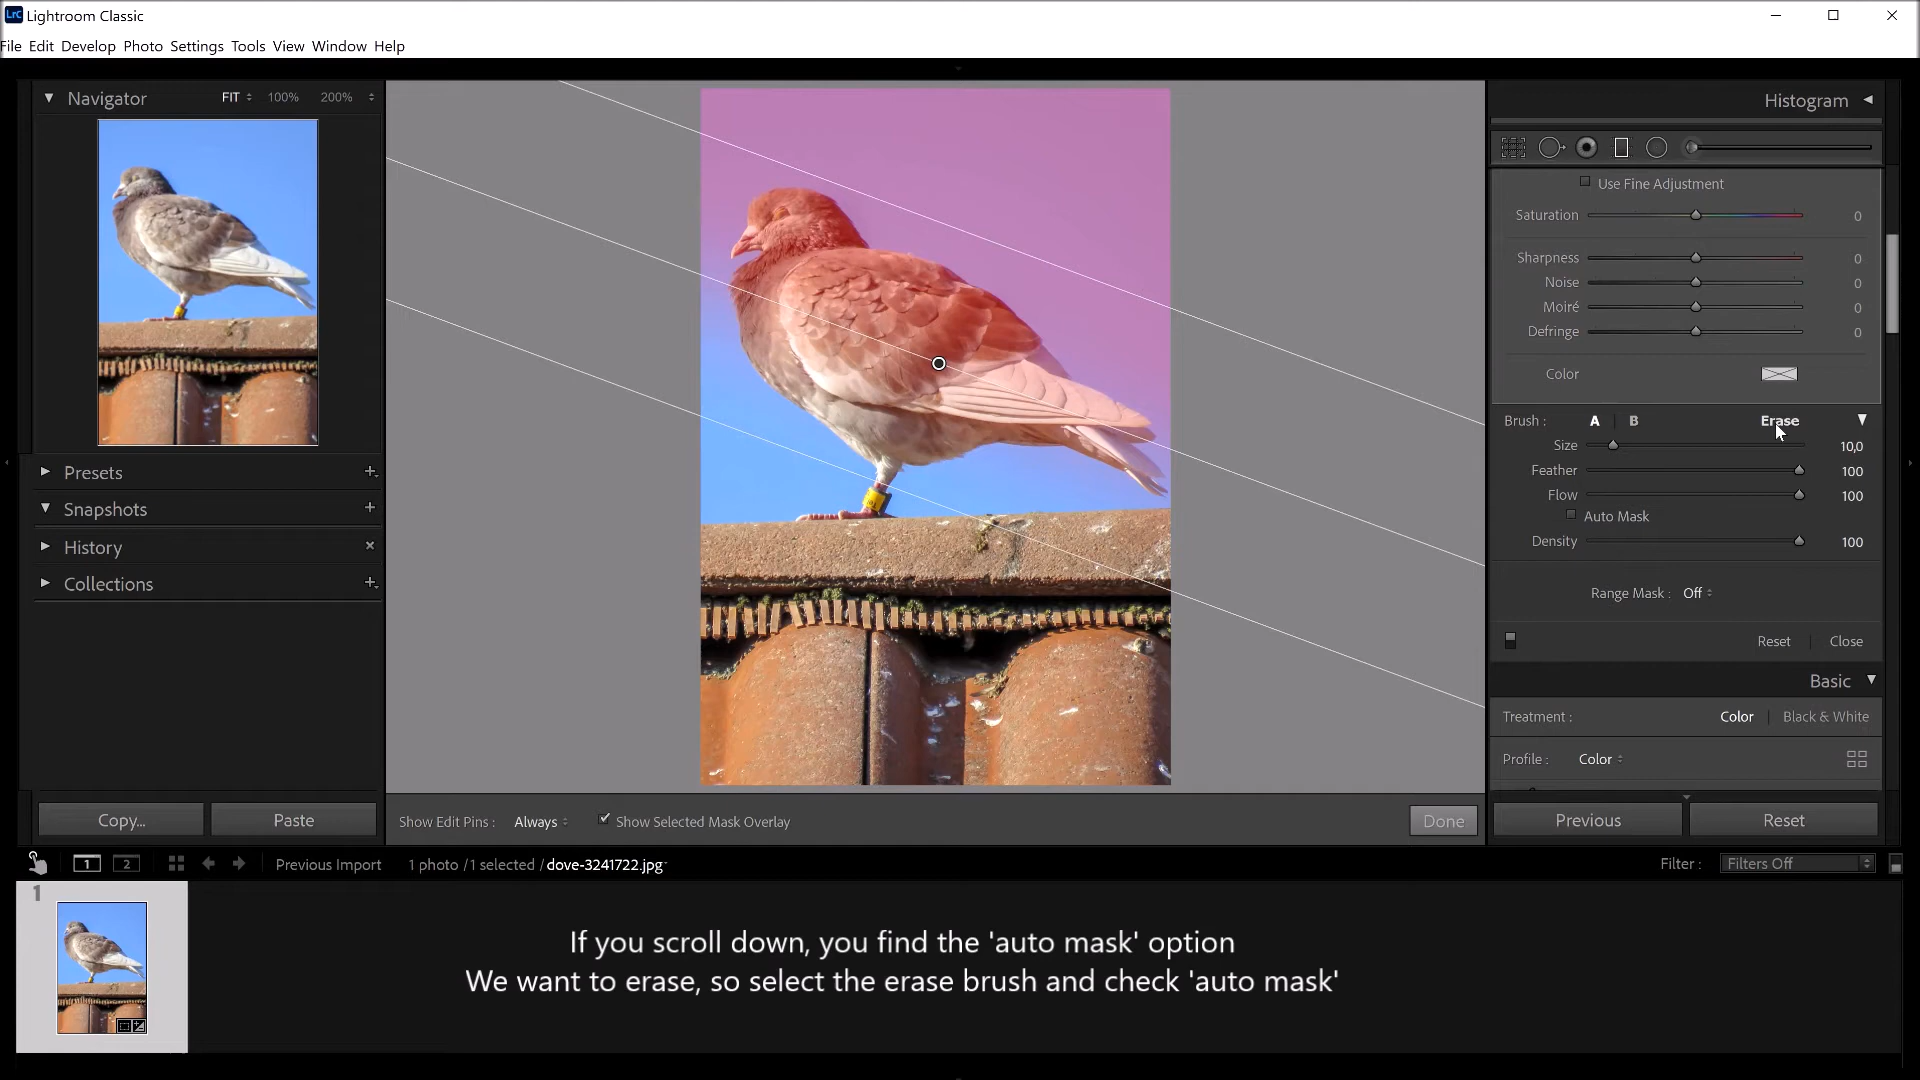 LrC Lightroom Classic
File Edit Develop Photo Settings Tools View Window Help
Navigator FIT 100% 200%
Presets
Snapshots
History
Collections
Copy... Paste
Show Edit Pins : Always Show Selected Mask Overlay Done
Histogram
Use Fine Adjustment
Saturation 0
Sharpness 0
Noise 0
Moiré 0
Defringe 0
Color
Brush : A B Erase
Size 10,0
Feather 100
Flow 100
Auto Mask
Density 100
Range Mask : Off
Reset Close
Basic
Treatment : Color Black & White
Profile : Color
Previous Reset
1 2 Previous Import 1 photo / 1 selected / dove-3241722.jpg Filter : Filters Off
1
If you scroll down, you find the 'auto mask' option
We want to erase, so select the erase brush and check 'auto mask'